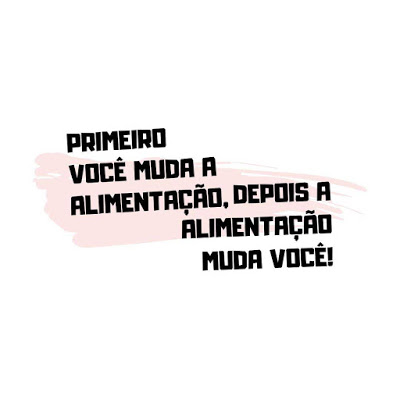 PRIMEIRO
VOCÊ MUDA A
ALIMENTAÇÃO, DEPOIS A
ALIMENTAÇÃO
MUDA VOCÊ!